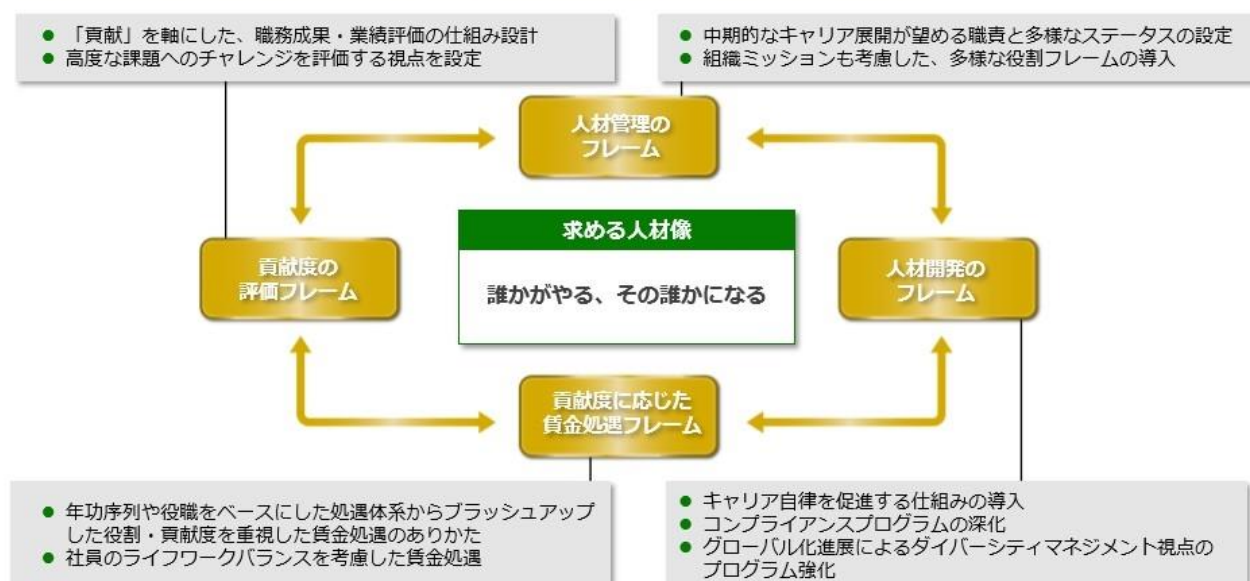 ● 「貢献」を軸にした、職務成果・業績評価の仕組み設計
● 高度な課題へのチャレンジを評価する視点を設定
● 中期的なキャリア展開が望める職責と多様なステータスの設定
● 組織ミッションも考慮した、多様な役割フレームの導入
人材管理の
フレーム
求める人材像
誰かがやる、その誰かになる
貢献度の
評価フレーム
人材開発の
フレーム
貢献度に応じた
賃金処遇フレーム
● 年功序列や役職をベースにした処遇体系からブラッシュアップ
した役割・貢献度を重視した賃金処遇のありかた
● 社員のライフワークバランスを考慮した賃金処遇
● キャリア自律を促進する仕組みの導入
● コンプライアンスプログラムの深化
● グローバル化進展によるダイバーシティマネジメント視点の
プログラム強化